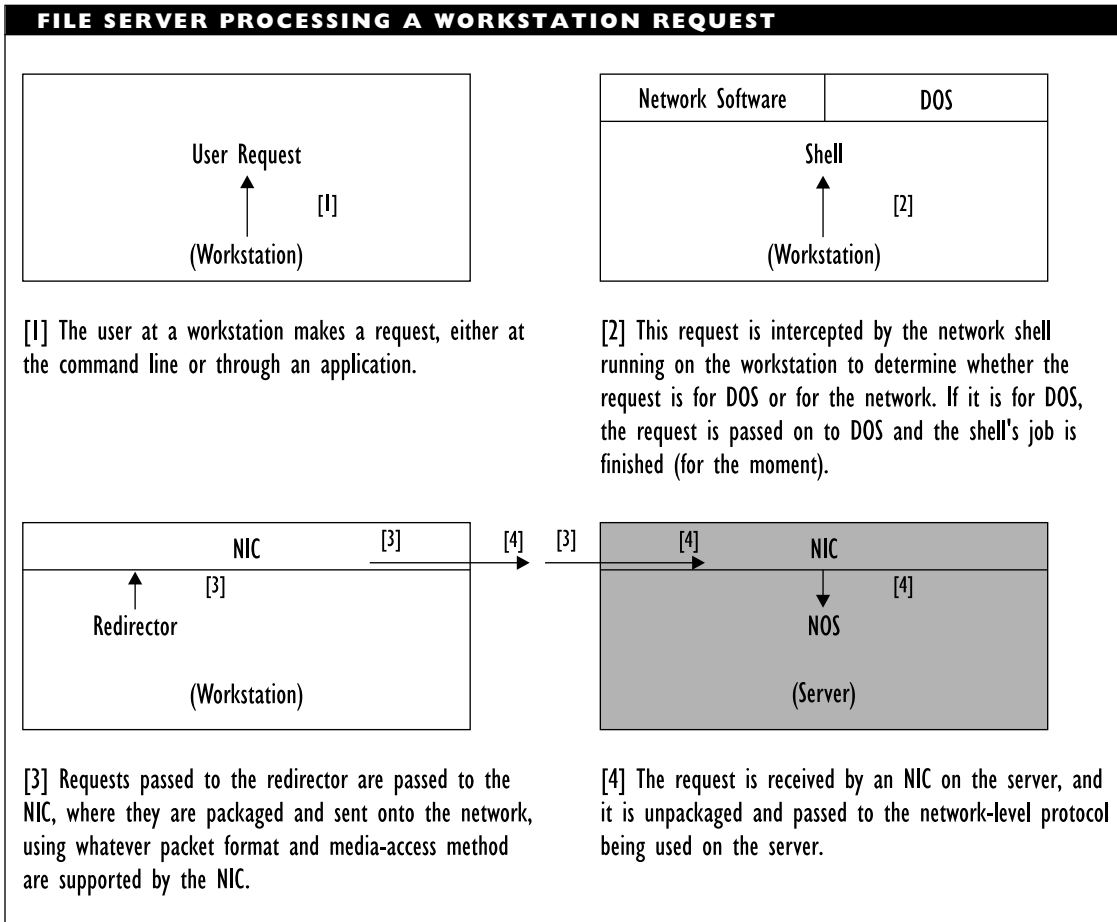 FILE SERVER PROCESSING A WORKSTATION REQUEST
User Request
[1]
(Workstation)
Network Software
DOS
Shell
[2]
(Workstation)
[1] The user at a workstation makes a request, either at
the command line or through an application.
[2] This request is intercepted by the network shell
running on the workstation to determine whether the
request is for DOS or for the network. If it is for DOS,
the request is passed on to DOS and the shell's job is
finished (for the moment).
NIC
[3]
[4]
[3]
Redirector
(Workstation)
[3]
[4]
NIC
[4]
NOS
(Server)
[3] Requests passed to the redirector are passed to the
NIC, where they are packaged and sent onto the network,
using whatever packet format and media-access method
are supported by the NIC.
[4] The request is received by an NIC on the server, and
it is unpackaged and passed to the network-level protocol
being used on the server.